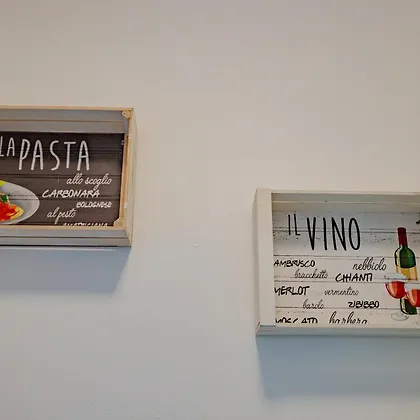 LA PASTA
allo scoglio
CARBONARA
BOLOGNESE
al pesto
IL VINO
AMBRUSCO
nebbiolo
bracchetto
CHIANTI
MERLOT
vermentino
barolo
ZIBIBBO
MOSCATO
barbera